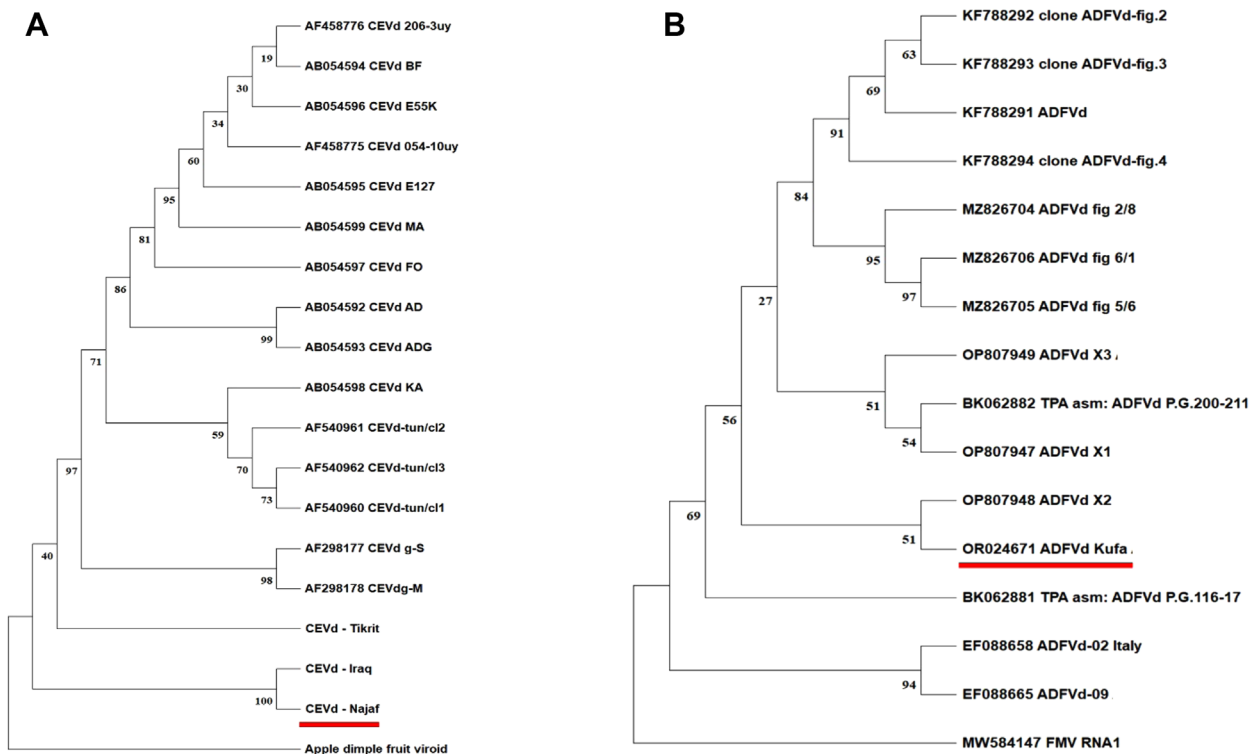 A
AF458776 CEVd 206-3uy
19
AB054594 CEVd BF
30
AB054596 CEVd E55K
34
AF458775 CEVd 054-10uy
60
AB054595 CEVd E127
95
AB054599 CEVd MA
81
AB054597 CEVd FO
86
AB054592 CEVd AD
99
AB054593 CEVd ADG
71
AB054598 CEVd KA
59
AF540961 CEVd-tun/cl2
70
AF540962 CEVd-tun/cl3
73
AF540960 CEVd-tun/cl1
97
AF298177 CEVd g-S
98
AF298178 CEVdg-M
40
CEVd - Tikrit
CEVd - Iraq
100
CEVd - Najaf
Apple dimple fruit viroid
B
KF788292 clone ADFVd-fig.2
63
KF788293 clone ADFVd-fig.3
69
KF788291 ADFVd
91
KF788294 clone ADFVd-fig.4
84
MZ826704 ADFVd fig 2/8
95
MZ826706 ADFVd fig 6/1
97
MZ826705 ADFVd fig 5/6
27
OP807949 ADFVd X3
51
BK062882 TPA asm: ADFVd P.G.200-211
54
OP807947 ADFVd X1
56
OP807948 ADFVd X2
51
OR024671 ADFVd Kufa
69
BK062881 TPA asm: ADFVd P.G.116-17
EF088658 ADFVd-02 Italy
94
EF088665 ADFVd-09
MW584147 FMV RNA1